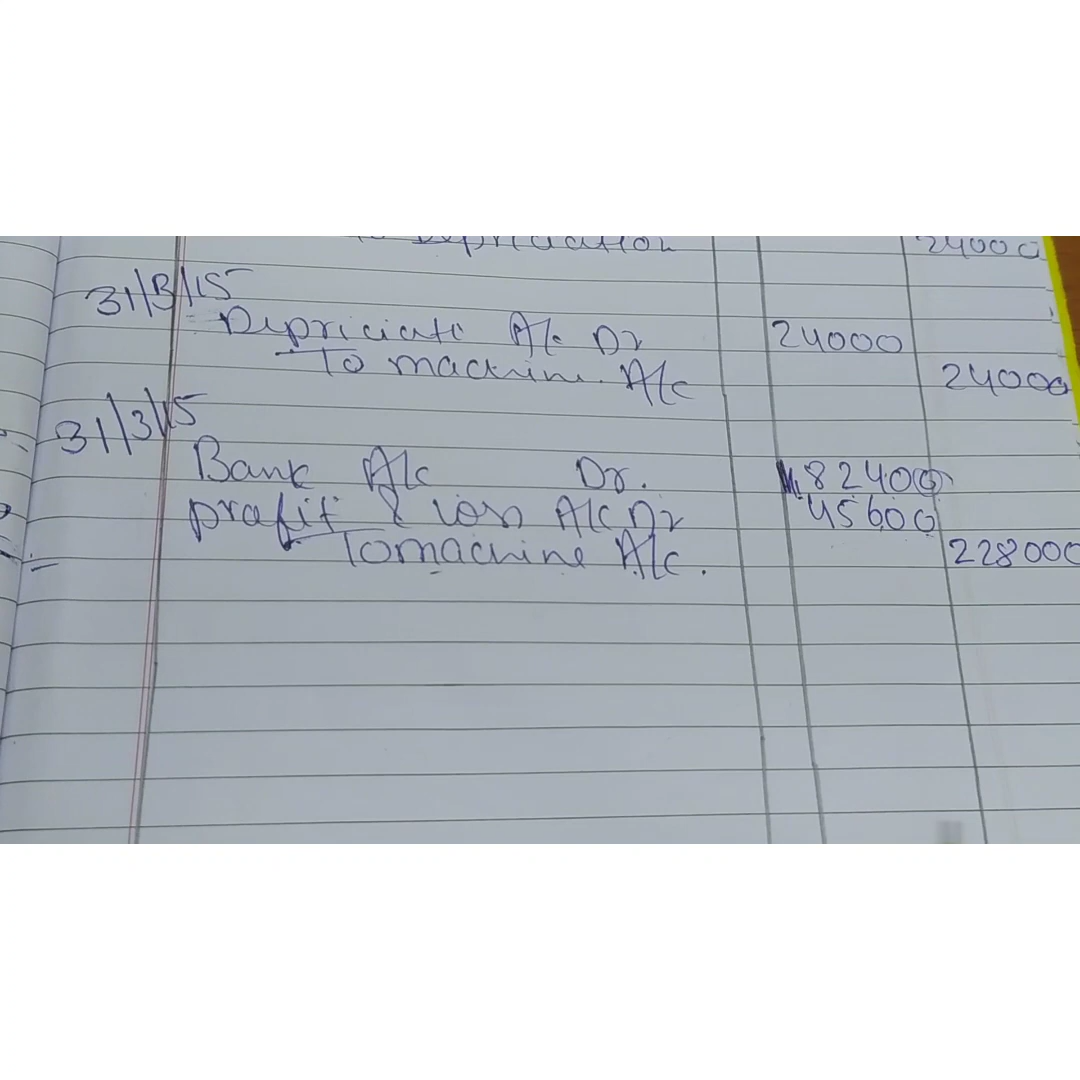 24000
31/3/15
Depriciate A/c Dr 24000
To machine A/c 24000
31/3/15
Bank A/c Dr. 182400
profit & loss A/c Dr 45600
To machine A/c. 228000